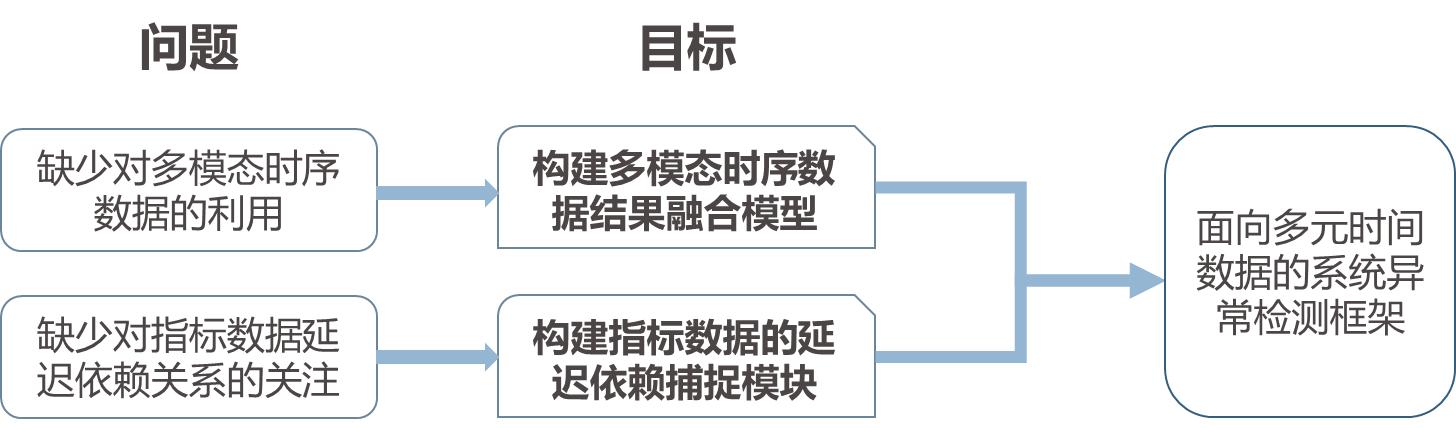 问题
目标
缺少对多模态时序
数据的利用
构建多模态时序数
据结果融合模型
缺少对指标数据延
迟依赖关系的关注
构建指标数据的延
迟依赖捕捉模块
面向多元时间
数据的系统异
常检测框架